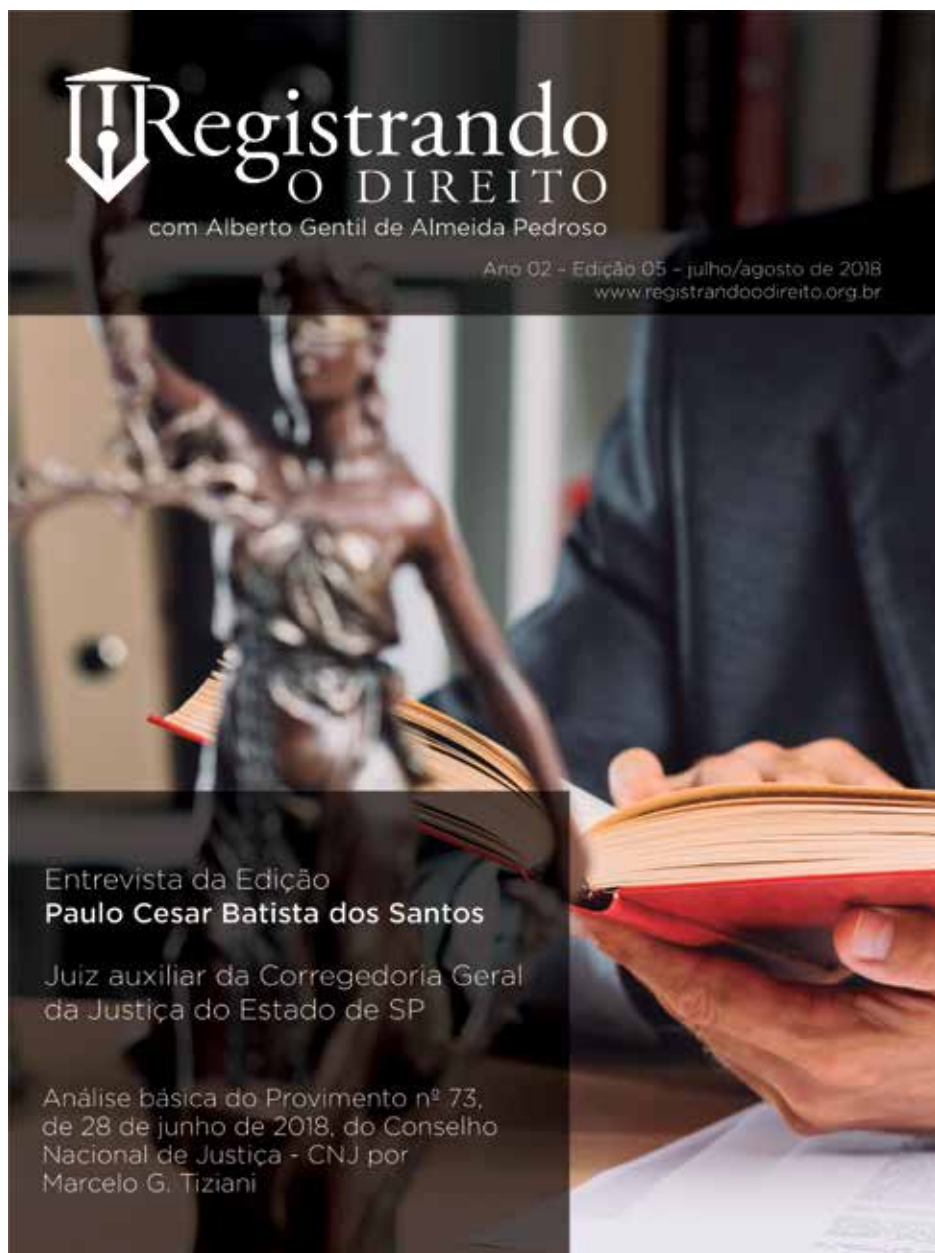 Registrando
O DIREITO
com Alberto Gentil de Almeida Pedroso
Ano 02 - Edição 05 - julho/agosto de 2018
www.registrandoodireito.org.br
Entrevista da Edição
Paulo Cesar Batista dos Santos
Juiz auxiliar da Corregedoria Geral
da Justiça do Estado de SP
Análise básica do Provimento nº 73,
de 28 de junho de 2018, do Conselho
Nacional de Justiça - CNJ por
Marcelo G. Tiziani